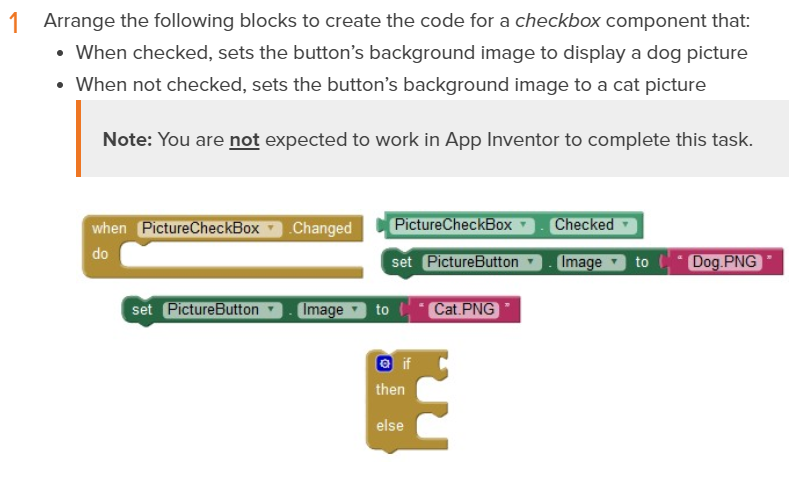 1 Arrange the following blocks to create the code for a checkbox component that:
• When checked, sets the button’s background image to display a dog picture
• When not checked, sets the button’s background image to a cat picture
Note: You are not expected to work in App Inventor to complete this task.
when PictureCheckBox .Changed
do
PictureCheckBox . Checked
set PictureButton . Image to " Dog.PNG "
set PictureButton . Image to " Cat.PNG "
if
then
else